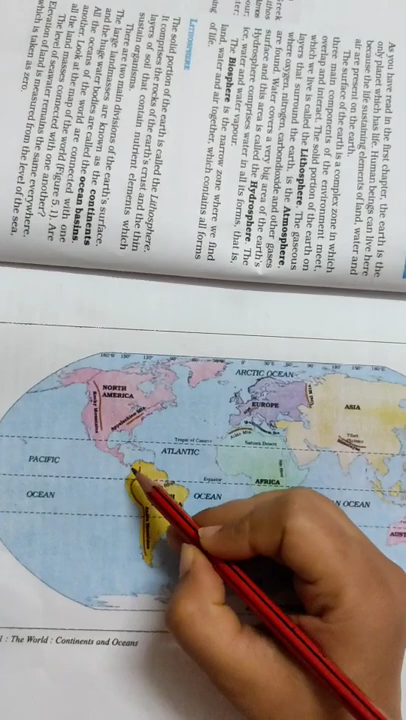 As you have read in the first chapter, the earth is the
only planet which has life. Human beings can live here
because the life sustaining elements of land, water and
air are present on the earth.
The surface of the earth is a complex zone in which
three main components of the environment meet,
overlap and interact. The solid portion of the earth on
which we live is called the Lithosphere. The gaseous
layers that surround the earth, is the Atmosphere,
where oxygen, nitrogen, carbondioxide and other gases
are found. Water covers a very big area of the earth's
surface and this area is called the Hydrosphere. The
Hydrosphere comprises water in all its forms, that is,
ice, water and water vapour.
The Biosphere is the narrow zone where we find
land, water and air together, which contains all forms
of life.
LITHOSPHERE
The solid portion of the earth is called the Lithosphere.
It comprises the rocks of the earth's crust and the thin
layers of soil that contain nutrient elements which
sustain organisms.
There are two main divisions of the earth's surface.
The large landmasses are known as the continents
and the huge water bodies are called the ocean basins.
All the oceans of the world are connected with one
another. Look at the map of the world (Figure 5.1). Are
all the land masses connected with one another?
The level of seawater remains the same everywhere.
Elevation of land is measured from the level of the sea,
which is taken as zero.
ARCTIC OCEAN
NORTH
AMERICA
EUROPE
ASIA
Rocky Mountains
Appalachian Mts
Tropic of Cancer
Sahara Desert
PACIFIC
ATLANTIC
Equator
AFRICA
OCEAN
OCEAN
OCEAN
: The World : Continents and Oceans